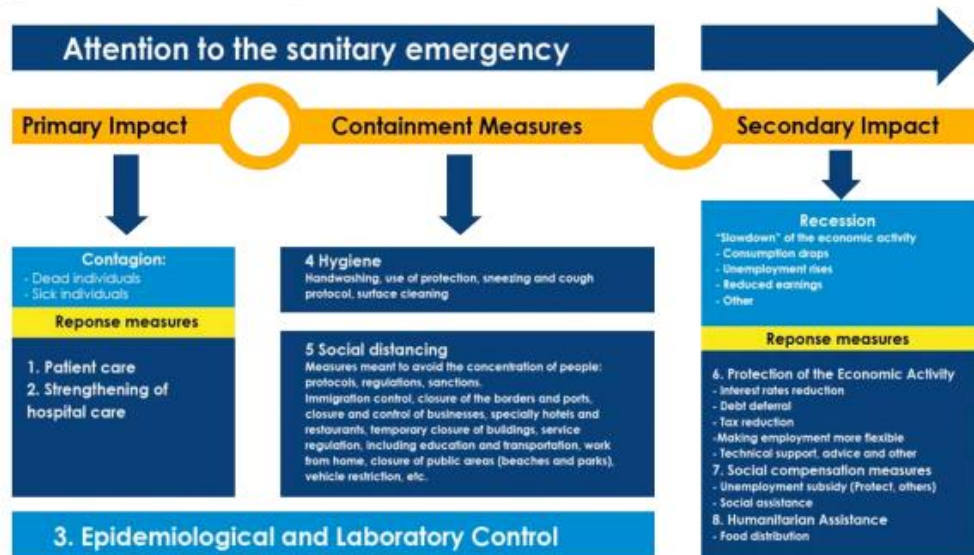 Attention to the sanitary emergency
Primary Impact
Containment Measures
Secondary Impact
Contagion:
- Dead individuals
- Sick individuals
Reponse measures
1. Patient care
2. Strengthening of
hospital care
4 Hygiene
Handwashing, use of protection, sneezing and cough
protocol, surface cleaning
5 Social distancing
Measures meant to avoid the concentration of people:
protocols, regulations, sanctions.
Immigration control, closure of the borders and ports,
closure and control of businesses, specially hotels and
restaurants, temporary closure of buildings, service
regulation, including education and transportation, work
from home, closure of public areas (beaches and parks),
vehicle restriction, etc.
3. Epidemiological and Laboratory Control
Recession
"Slowdown" of the economic activity
- Consumption drops
- Unemployment rises
- Reduced earnings
- Other
Reponse measures
6. Protection of the Economic Activity
- Interest rates reduction
- Debt deferral
- Tax reduction
-Making employment more flexible
- Technical support, advice and other
7. Social compensation measures
- Unemployment subsidy (Protect, others)
- Social assistance
8. Humanitarian Assistance
- Food distribution